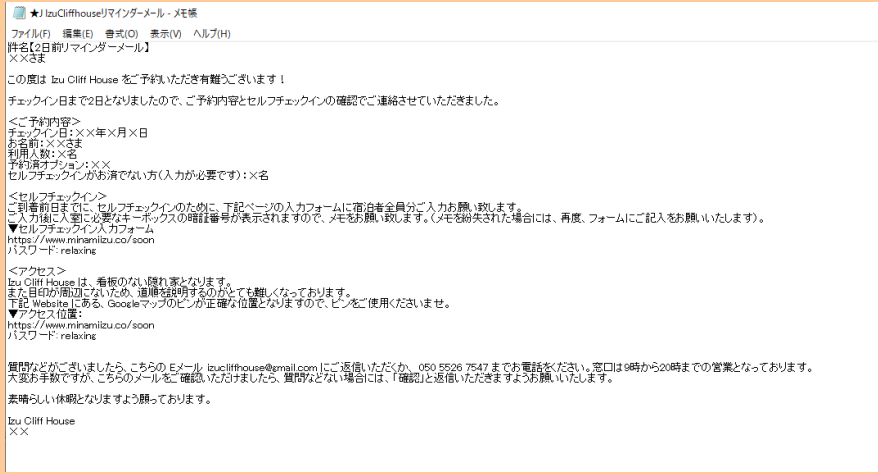 ★J IzuCliffhouseリマインダーメール - メモ帳
ファイル(F) 編集(E) 書式(O) 表示(V) ヘルプ(H)
件名【2日前リマインダーメール】
××さま
この度は Izu Cliff House をご予約いただき有難うございます！
チェックイン日まで2日となりましたので、ご予約内容とセルフチェックインの確認でご連絡させていただきました。
＜ご予約内容＞
チェックイン日：××年×月×日
お名前：××さま
利用人数：×名
予約済オプション：××
セルフチェックインがお済でない方（入力が必要です）：×名
＜セルフチェックイン＞
ご到着前日までに、セルフチェックインのために、下記ページの入力フォームに宿泊者全員分ご入力お願い致します。
ご入力後に入室に必要なキーボックスの暗証番号が表示されますので、メモをお願い致します。（メモを紛失された場合には、再度、フォームにご記入をお願いいたします）。
▼セルフチェックイン入力フォーム
https://www.minamiizu.co/soon
パスワード: relaxing
＜アクセス＞
Izu Cliff House は、看板のない隠れ家となります。
また目印が周辺にないため、道順を説明するのがとても難しくなっております。
下記 Website にある、Googleマップのピンが正確な位置となりますので、ピンをご使用くださいませ。
▼アクセス位置：
https://www.minamiizu.co/soon
パスワード: relaxing
質問などがございましたら、こちらの Eメール izucliffhouse@gmail.com にご返信いただくか、 050 5526 7547 までお電話をください。窓口は9時から20時までの営業となっております。
大変お手数ですが、こちらのメールをご確認いただけましたら、質問などない場合には、「確認」と返信いただきますようお願いいたします。
素晴らしい休暇となりますよう願っております。
Izu Cliff House
××